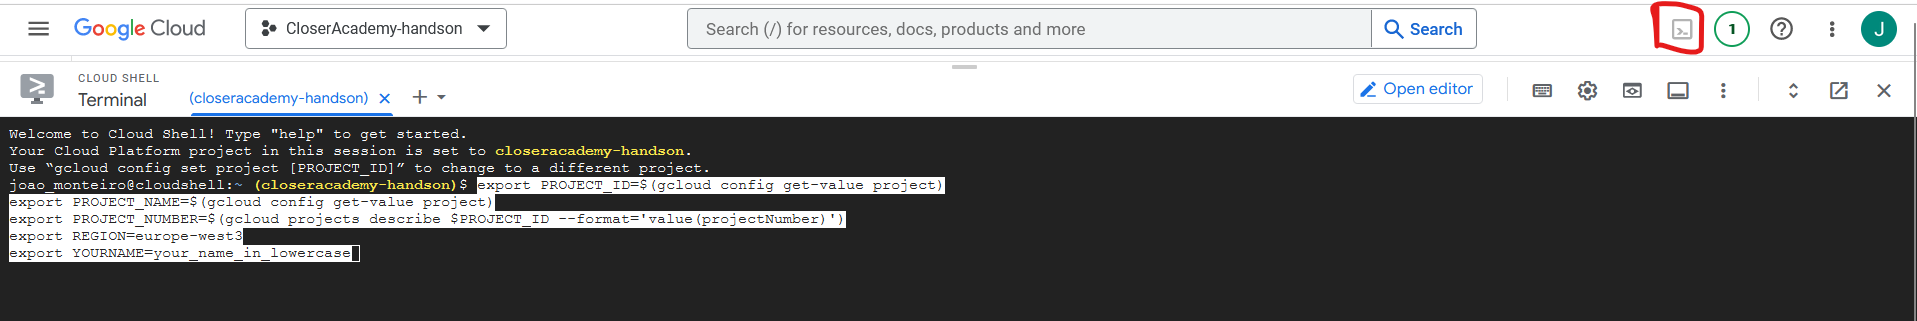 Google Cloud
CloserAcademy-handson
Search (/) for resources, docs, products and more
Search
1
J
CLOUD SHELL
Terminal
(closeracademy-handson)
Open editor
Welcome to Cloud Shell! Type "help" to get started.
Your Cloud Platform project in this session is set to closeracademy-handson.
Use “gcloud config set project [PROJECT_ID]” to change to a different project.
joao_monteiro@cloudshell:~ (closeracademy-handson)$ export PROJECT_ID=$(gcloud config get-value project)
export PROJECT_NAME=$(gcloud config get-value project)
export PROJECT_NUMBER=$(gcloud projects describe $PROJECT_ID --format='value(projectNumber)')
export REGION=europe-west3
export YOURNAME=your_name_in_lowercase